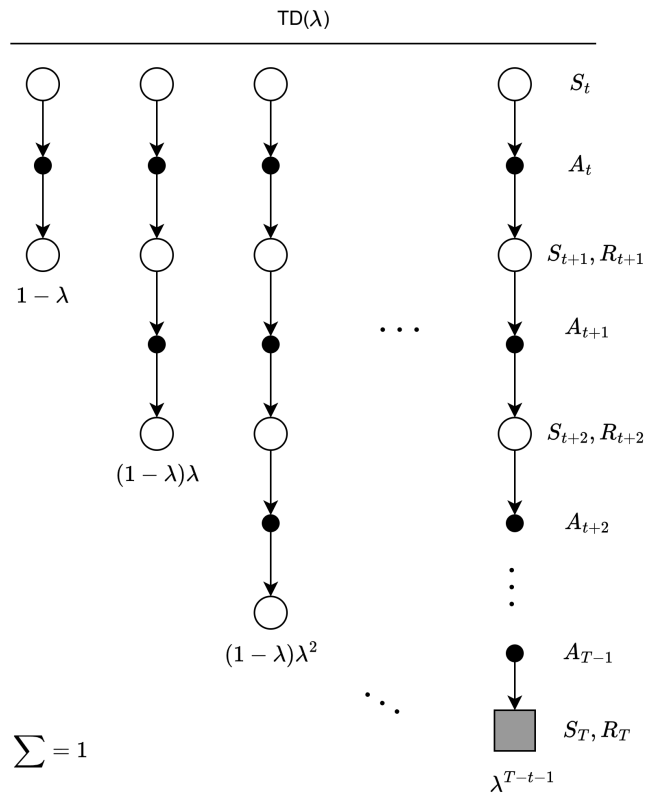 TD(λ)
S_t
A_t
S_{t+1}, R_{t+1}
1 − λ
A_{t+1}
S_{t+2}, R_{t+2}
(1 − λ)λ
A_{t+2}
(1 − λ)λ^2
A_{T−1}
S_T, R_T
∑ = 1
λ^{T−t−1}